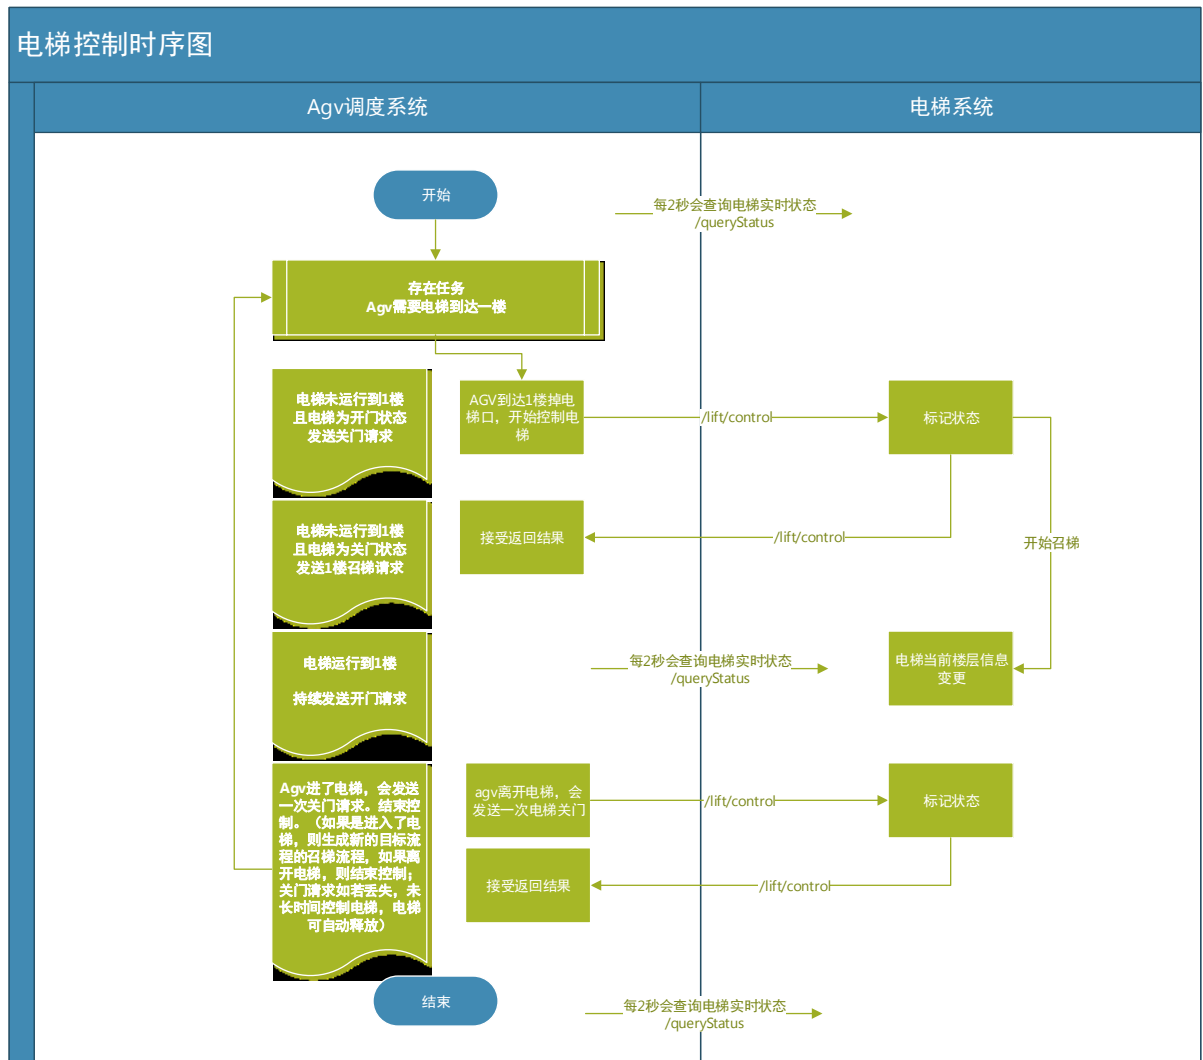 电梯控制时序图
Agv调度系统
电梯系统
开始
每2秒会查询电梯实时状态
/queryStatus
存在任务
Agv需要电梯到达一楼
电梯未运行到1楼
且电梯为开门状态
发送关门请求
AGV到达1楼掉电
梯口，开始控制电
梯
/lift/control
标记状态
电梯未运行到1楼
且电梯为关门状态
发送1楼召梯请求
接受返回结果
/lift/control
开始召梯
电梯运行到1楼
持续发送开门请求
每2秒会查询电梯实时状态
/queryStatus
电梯当前楼层信息
变更
Agv进了电梯，会发送
一次关门请求。结束控
制。（如果是进入了电
梯，则生成新的目标流
程的召梯流程，如果离
开电梯，则结束控制；
关门请求如若丢失，未
长时间控制电梯，电梯
可自动释放）
agv离开电梯，会
发送一次电梯关门
/lift/control
标记状态
接受返回结果
/lift/control
结束
每2秒会查询电梯实时状态
/queryStatus